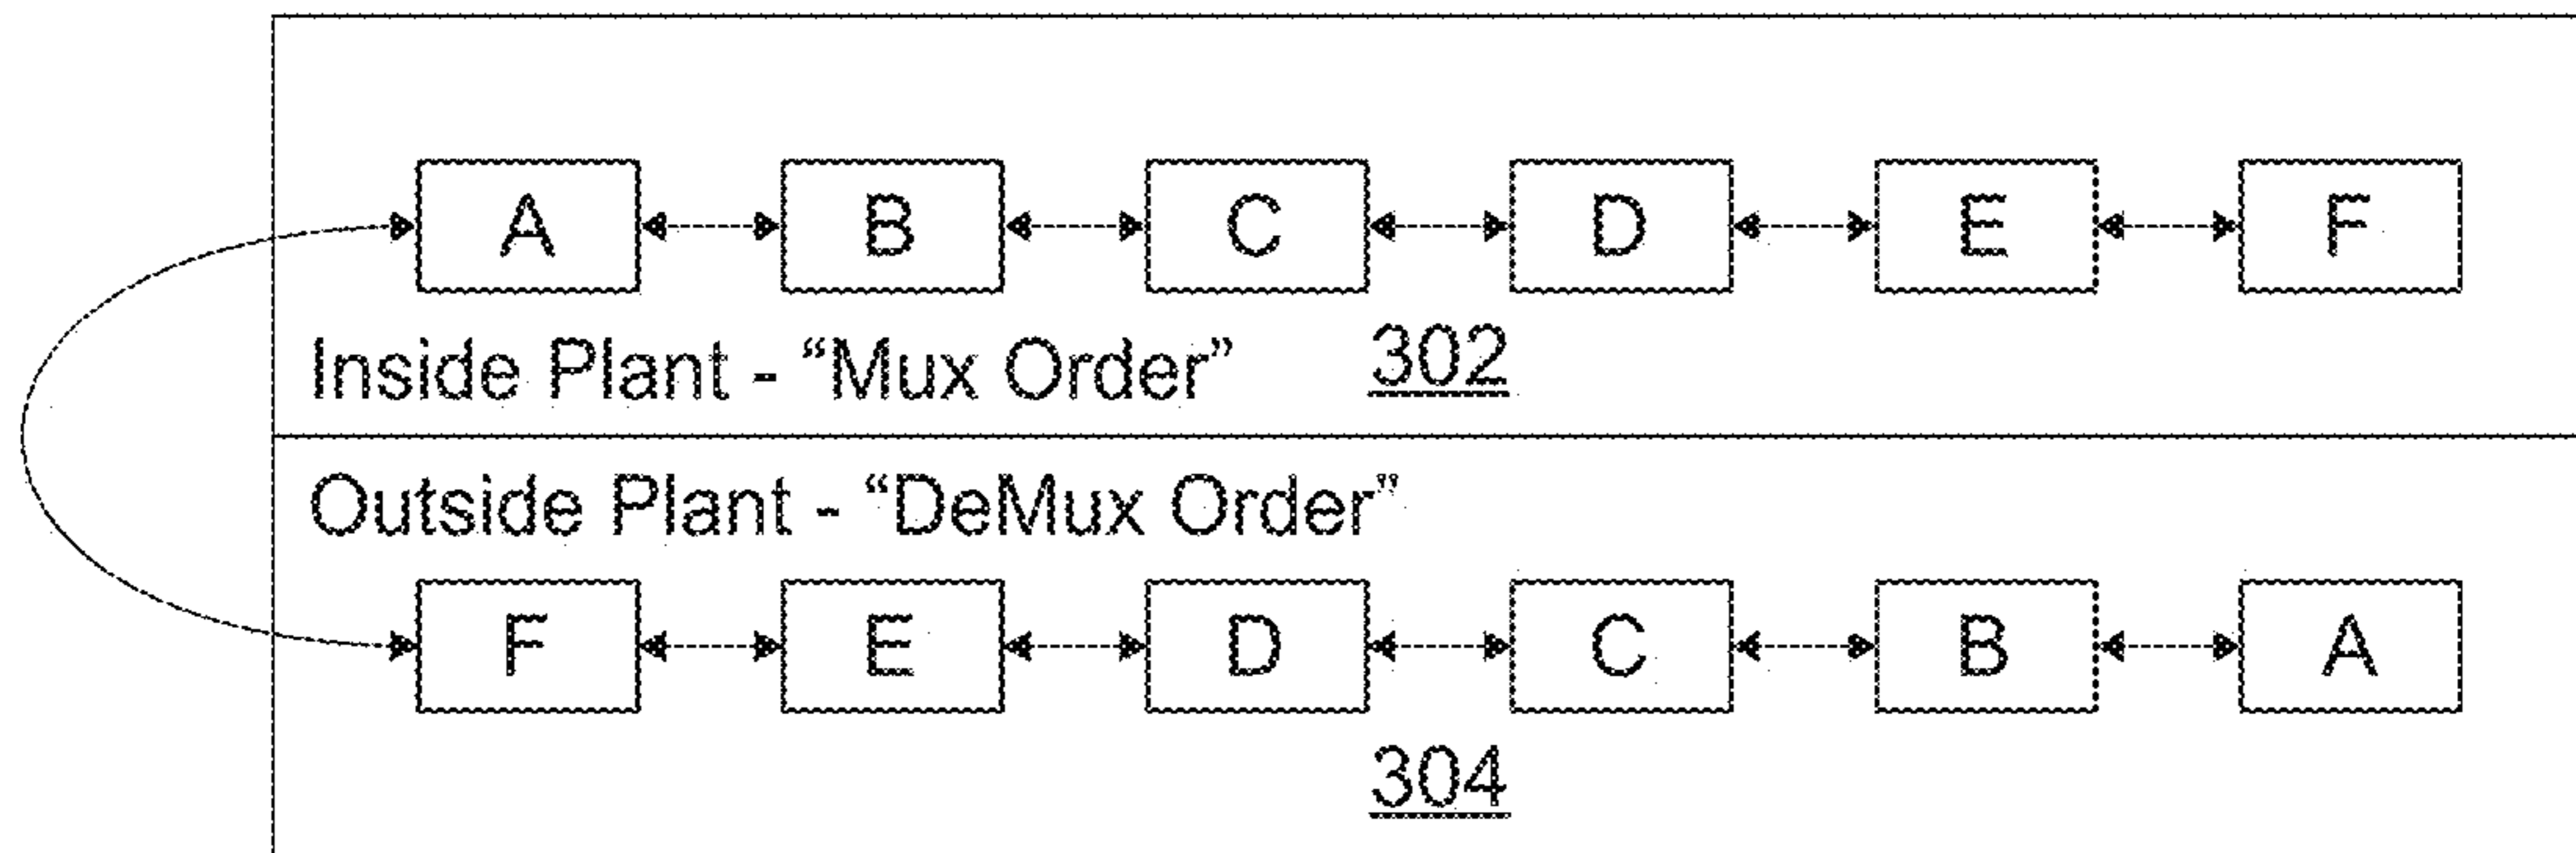 A B C D E F
Inside Plant - “Mux Order” 302
Outside Plant - “DeMux Order”
F E D C B A
304